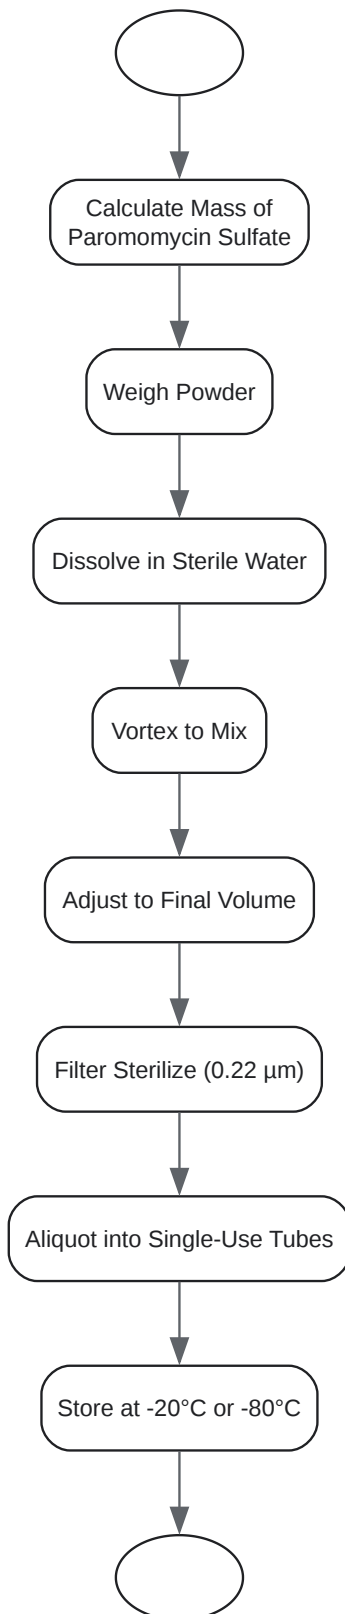 Calculate Mass of
Paromomycin Sulfate
Weigh Powder
Dissolve in Sterile Water
Vortex to Mix
Adjust to Final Volume
Filter Sterilize (0.22 µm)
Aliquot into Single-Use Tubes
Store at -20°C or -80°C